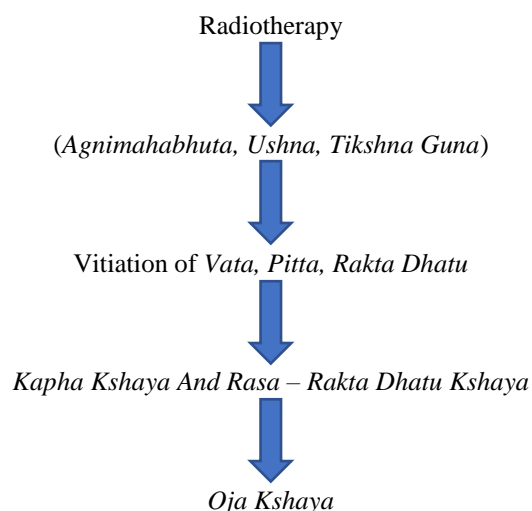 Radiotherapy
(Agnimahabhuta, Ushna, Tikshna Guna)
Vitiation of Vata, Pitta, Rakta Dhatu
Kapha Kshaya And Rasa – Rakta Dhatu Kshaya
Oja Kshaya